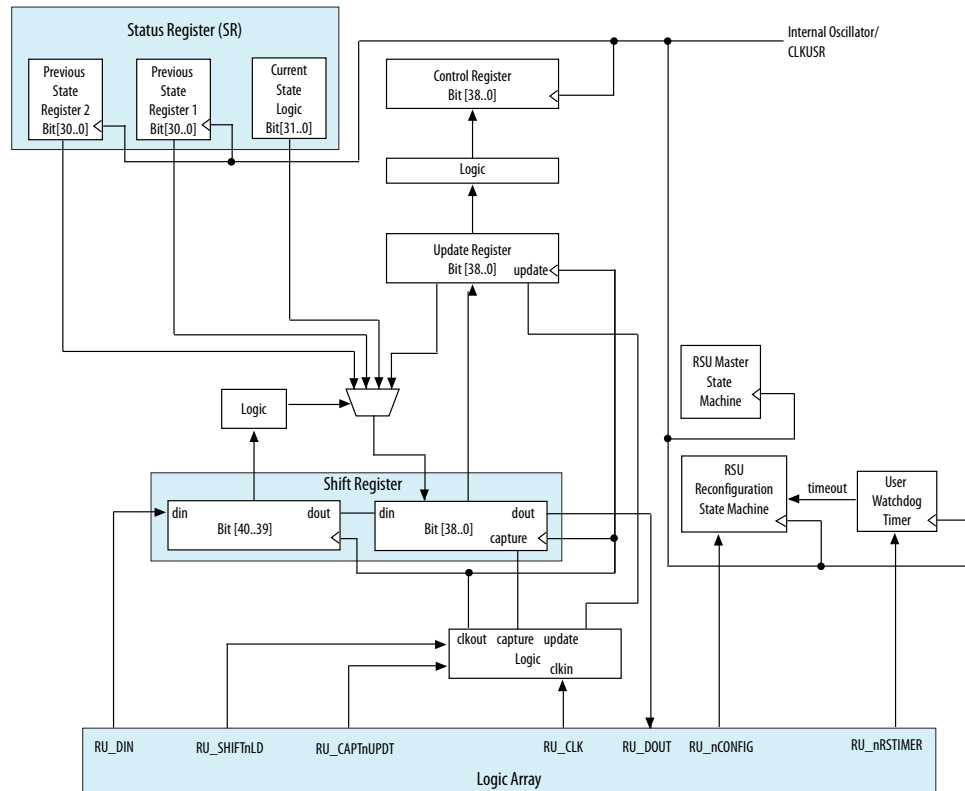 Status Register (SR)
Previous
State
Register 2
Bit[30..0]
Previous
State
Register 1
Bit[30..0]
Current
State
Logic
Bit[31..0]
Internal Oscillator/
CLKUSR
Control Register
Bit [38..0]
Logic
Update Register
Bit [38..0]
update
RSU Master
State
Machine
Logic
Shift Register
din
dout
Bit [40..39]
din
dout
Bit [38..0]
capture
RSU
Reconfiguration
State Machine
timeout
User
Watchdog
Timer
clkout capture update
Logic
clkin
RU_DIN
RU_SHIFTnLD
RU_CAPTnUPDT
RU_CLK
RU_DOUT
RU_nCONFIG
RU_nRSTIMER
Logic Array